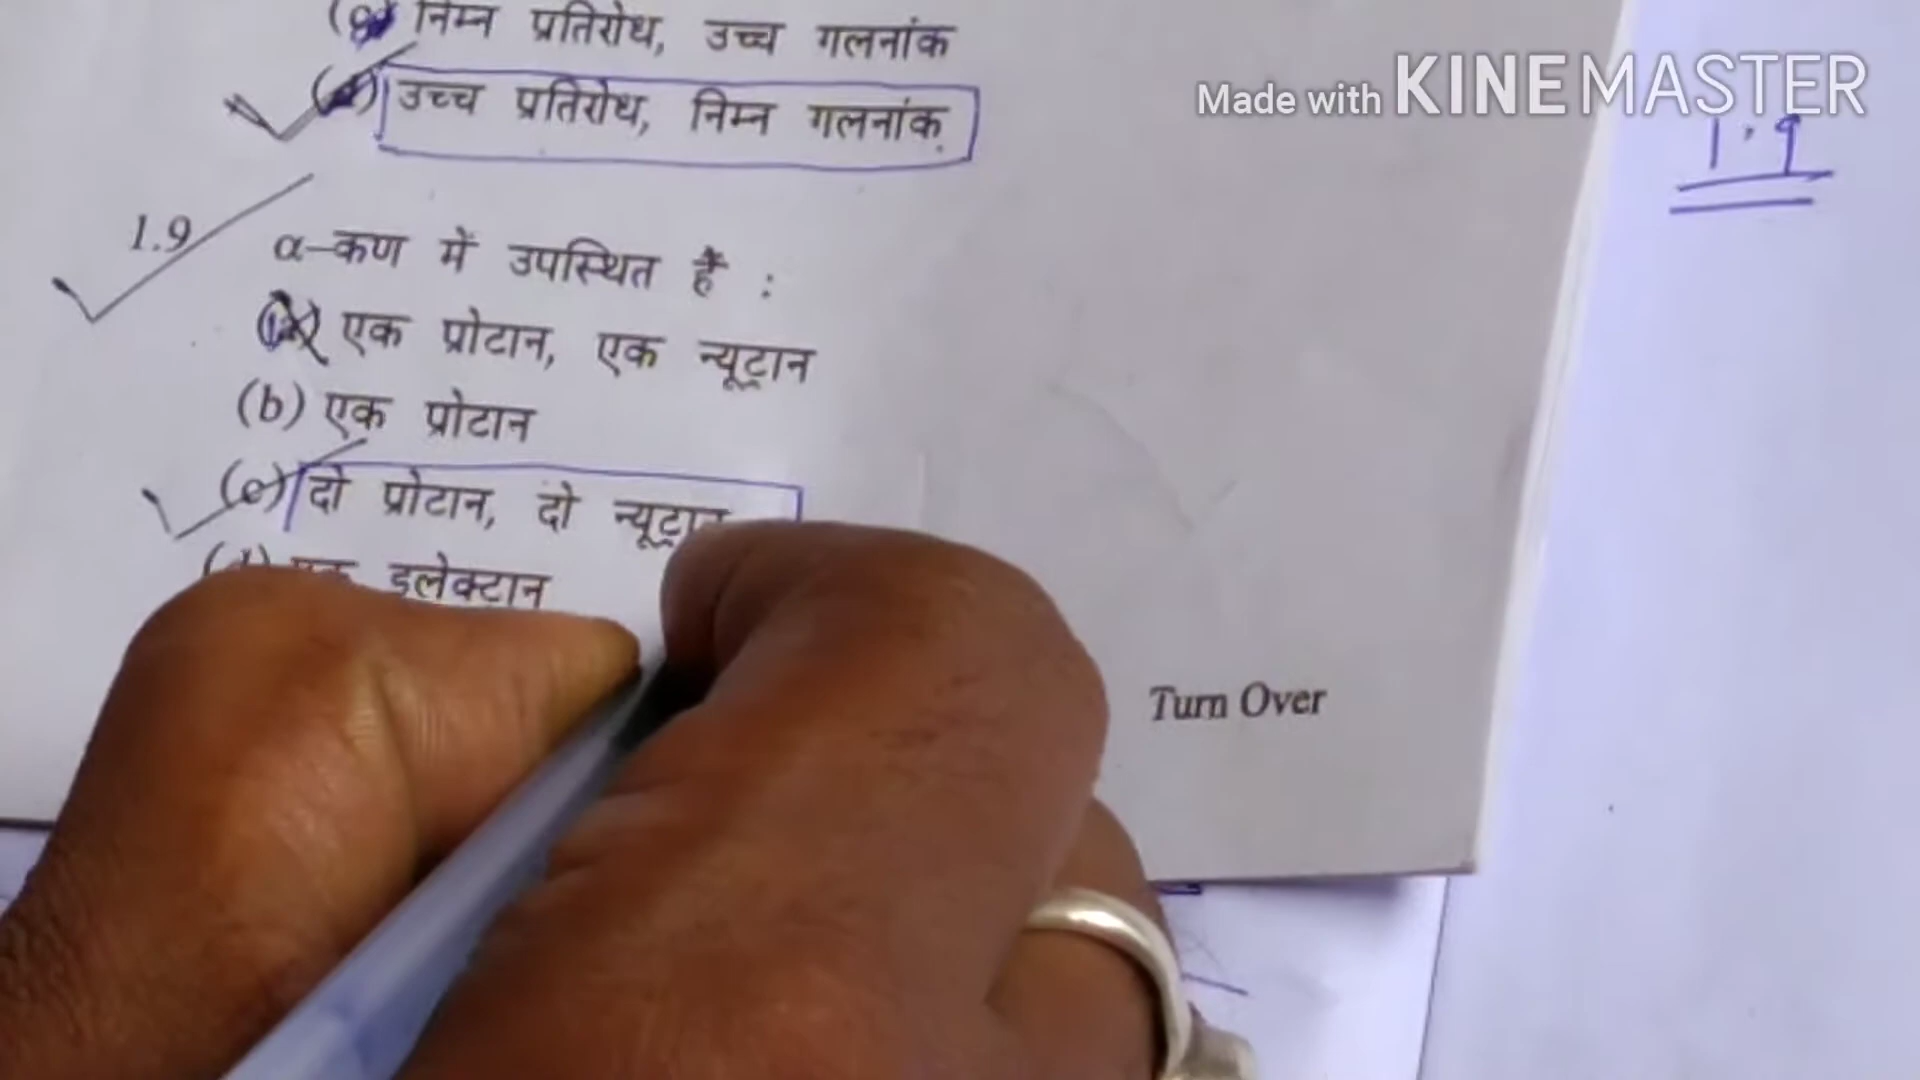 निम्न प्रतिरोध, उच्च गलनांक
उच्च प्रतिरोध, निम्न गलनांक
Made with KINEMASTER
1.9
1.9 α–कण में उपस्थित है :
एक प्रोटान, एक न्यूट्रान
(b) एक प्रोटान
(c) दो प्रोटान, दो न्यूट्रान
(d) एक इलेक्टान
Turn Over